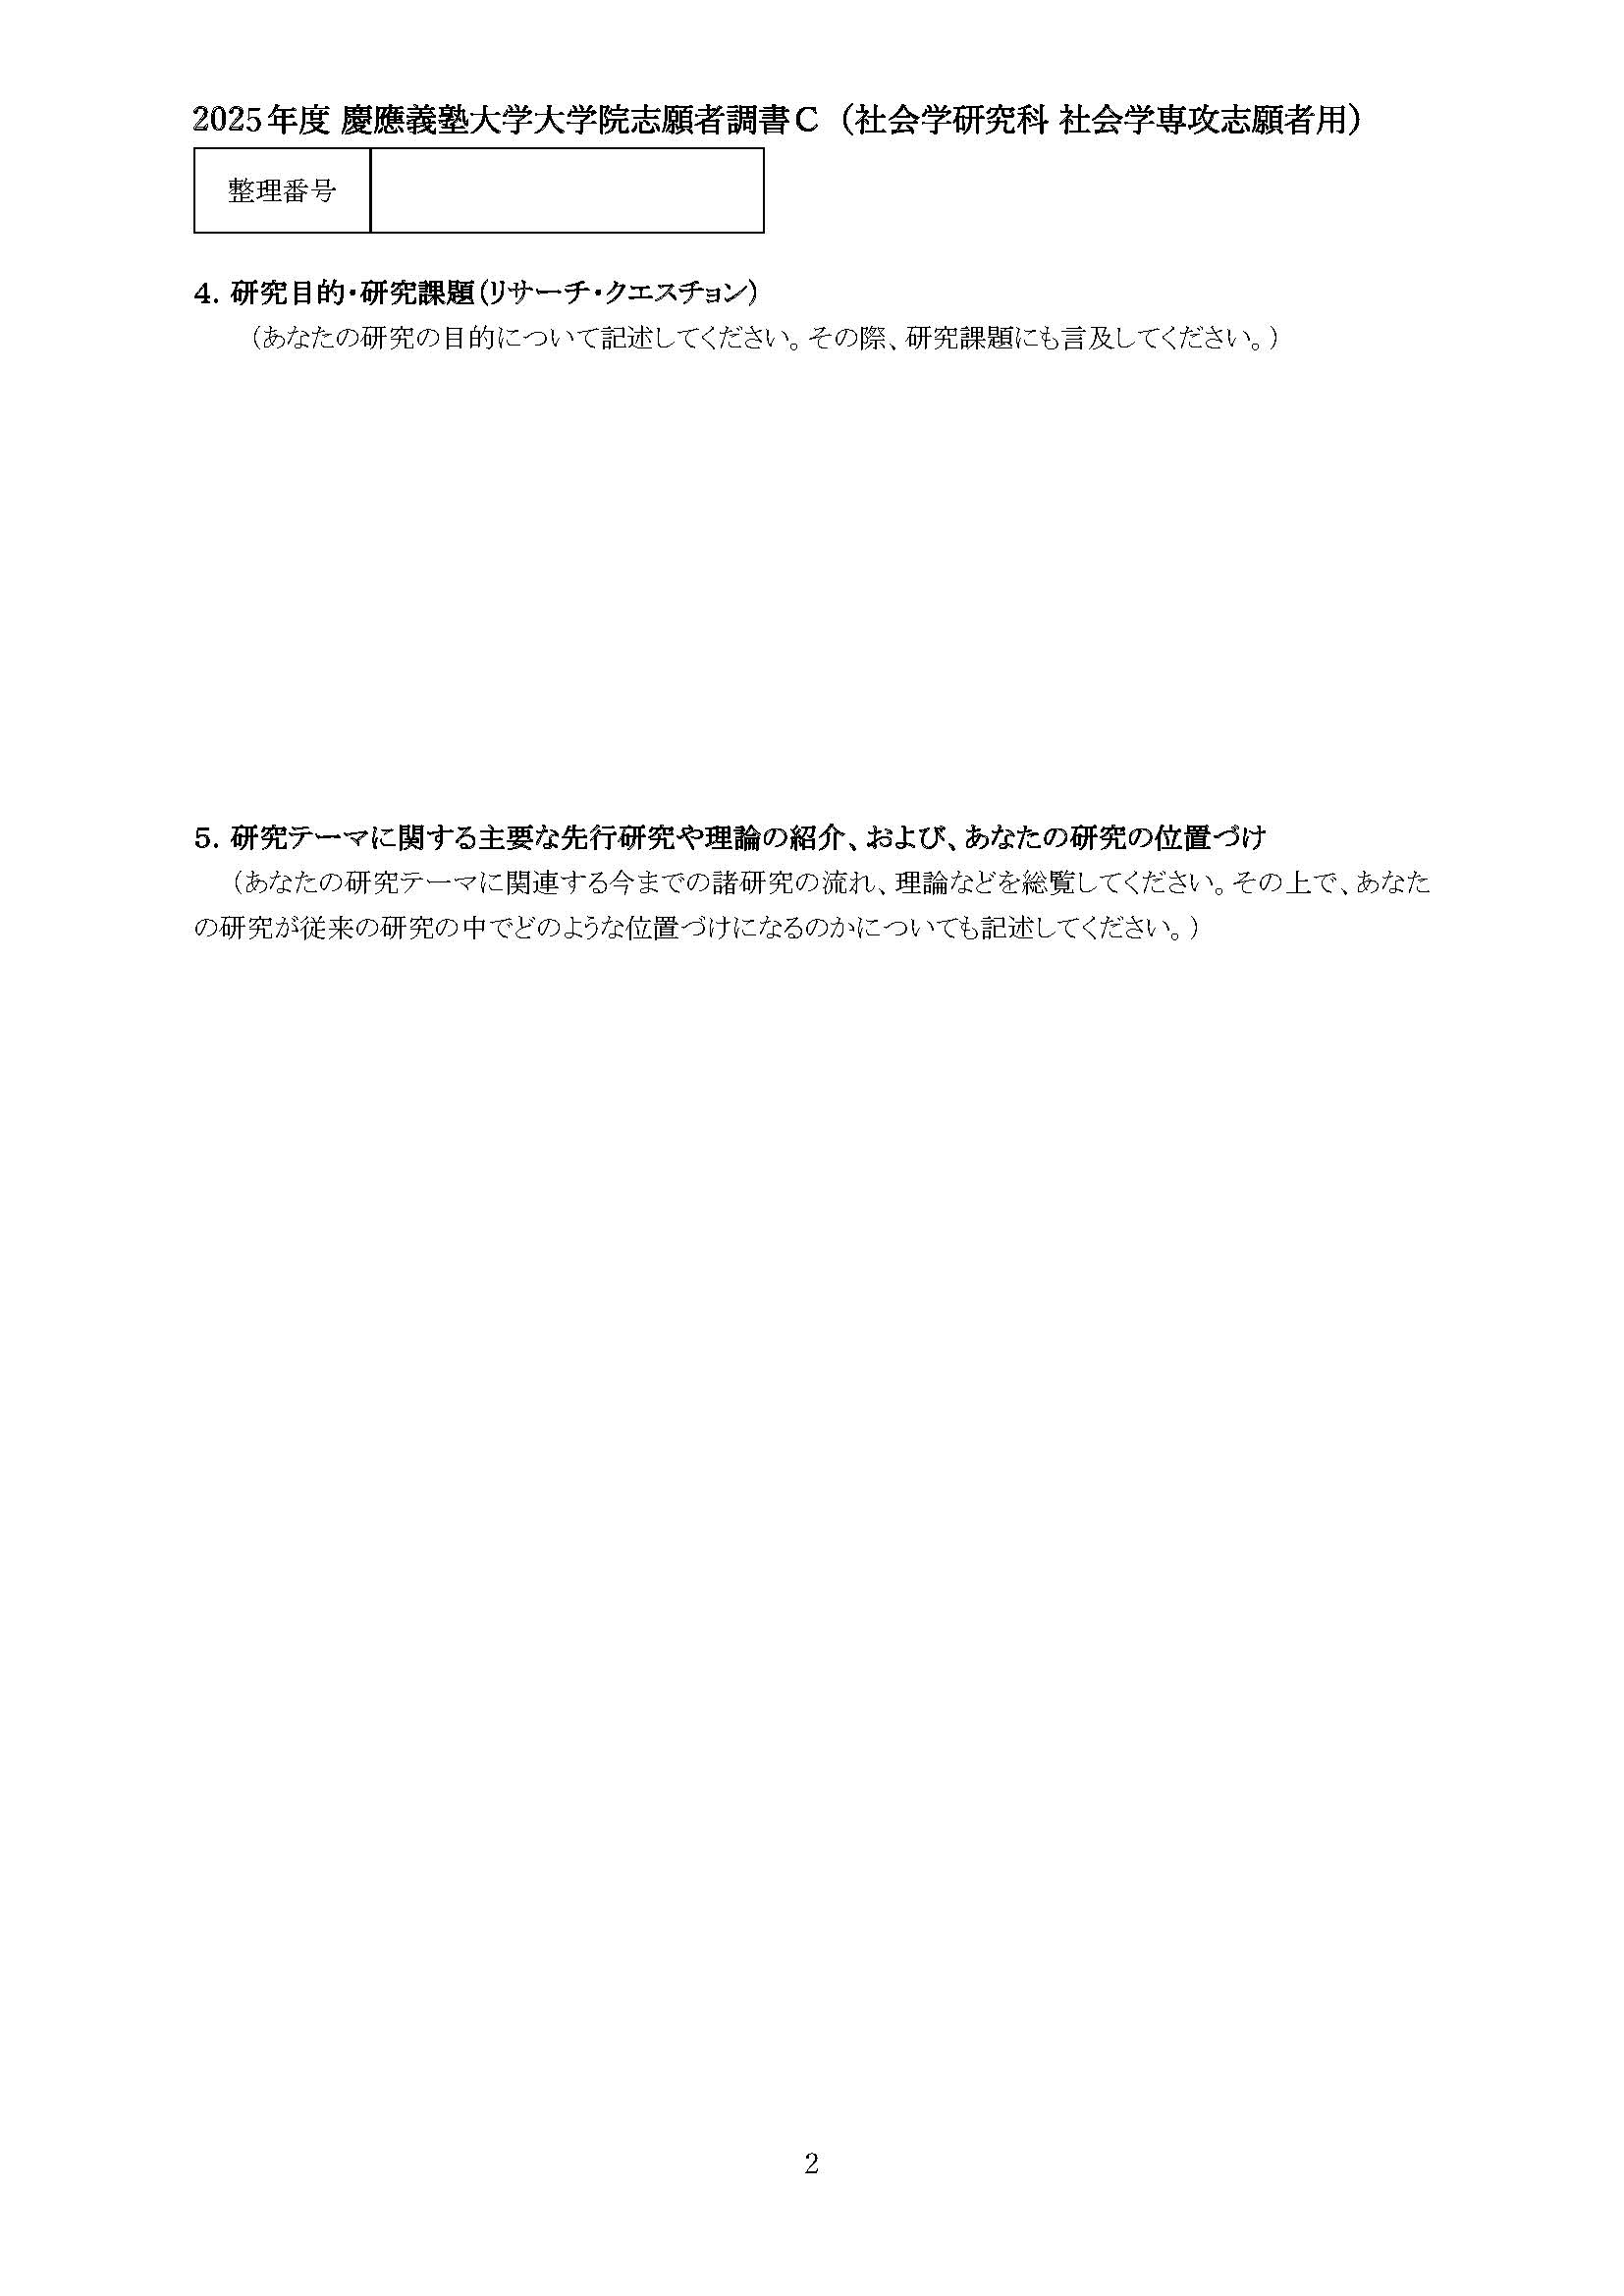 2025年度 慶應義塾大学大学院志願者調書C（社会学研究科 社会学専攻志願者用）
整理番号
4. 研究目的・研究課題（リサーチ・クエスチョン）
（あなたの研究の目的について記述してください。その際、研究課題にも言及してください。）
5. 研究テーマに関する主要な先行研究や理論の紹介、および、あなたの研究の位置づけ
（あなたの研究テーマに関連する今までの諸研究の流れ、理論などを総覧してください。その上で、あなた
の研究が従来の研究の中でどのような位置づけになるのかについても記述してください。）
2